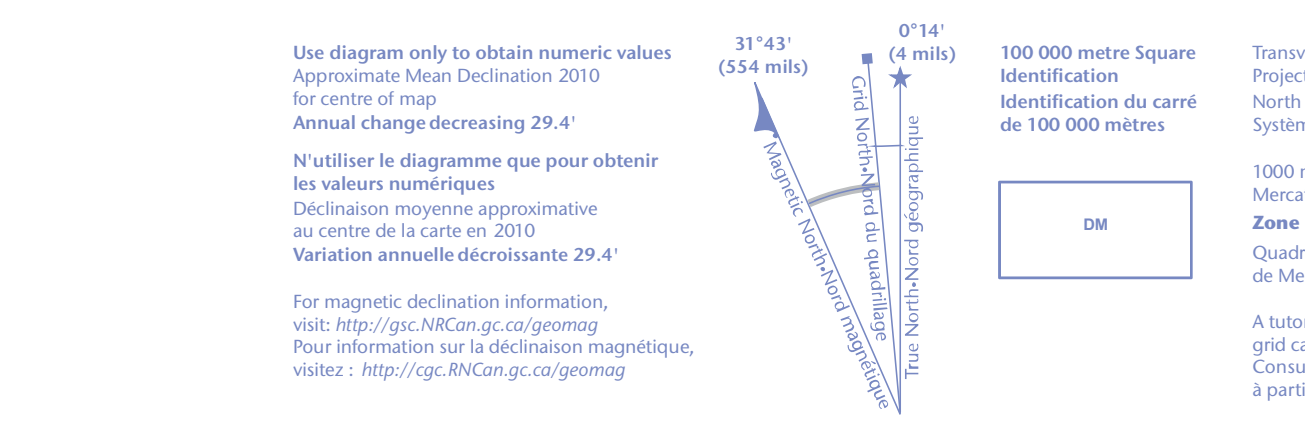 Use diagram only to obtain numeric values
Approximate Mean Declination 2010
for centre of map
Annual change decreasing 29.4'
N'utiliser le diagramme que pour obtenir
les valeurs numériques
Déclinaison moyenne approximative
au centre de la carte en 2010
Variation annuelle décroissante 29.4'
For magnetic declination information,
visit: http://gsc.NRCan.gc.ca/geomag
Pour information sur la déclinaison magnétique,
visitez : http://cgc.RNCan.gc.ca/geomag
31°43'
(554 mils)
0°14'
(4 mils)
Magnetic North•Nord magnétique
Grid North•Nord du quadrillage
True North•Nord géographique
100 000 metre Square
Identification
Identification du carré
de 100 000 mètres
DM
North
1000
Zone
A
grid
de
à